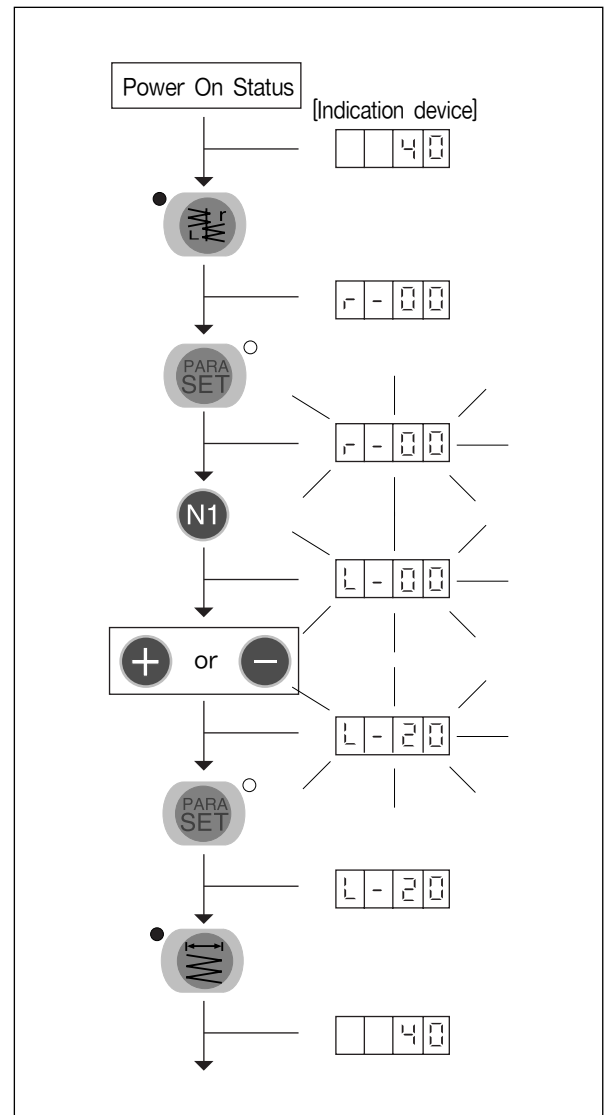 Power On Status
[Indication device]
40
L r
r-00
PARA
SET
r-00
N1
L-00
+ or −
L-20
PARA
SET
L-20
40